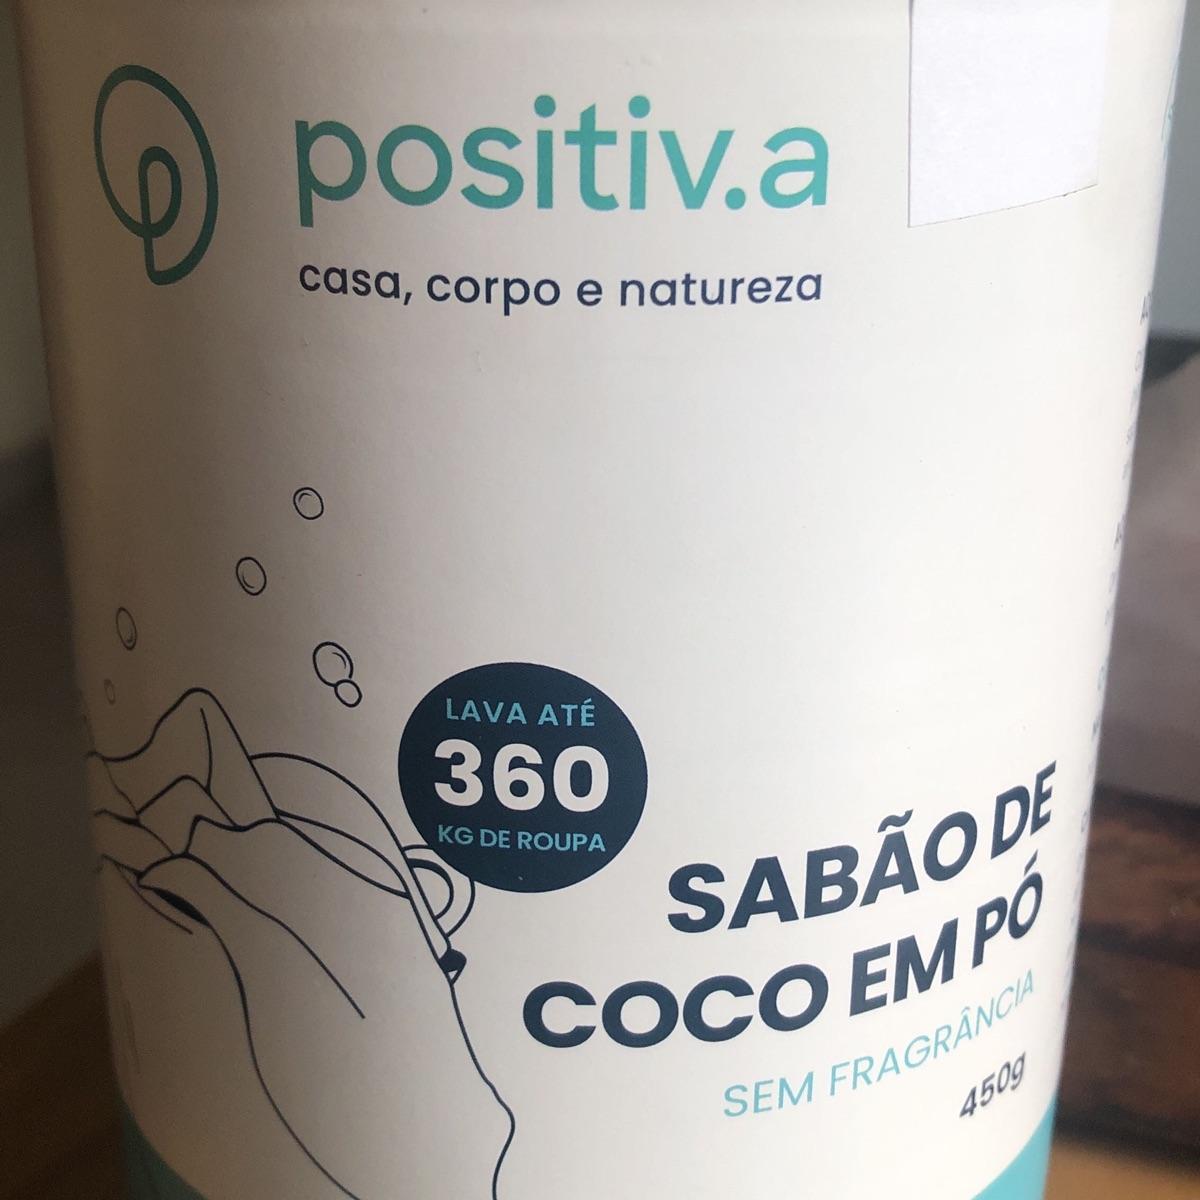 positiv.a
casa, corpo e natureza
LAVA ATÉ
360
KG DE ROUPA
SABÃO DE
COCO EM PÓ
SEM FRAGRÂNCIA
450g